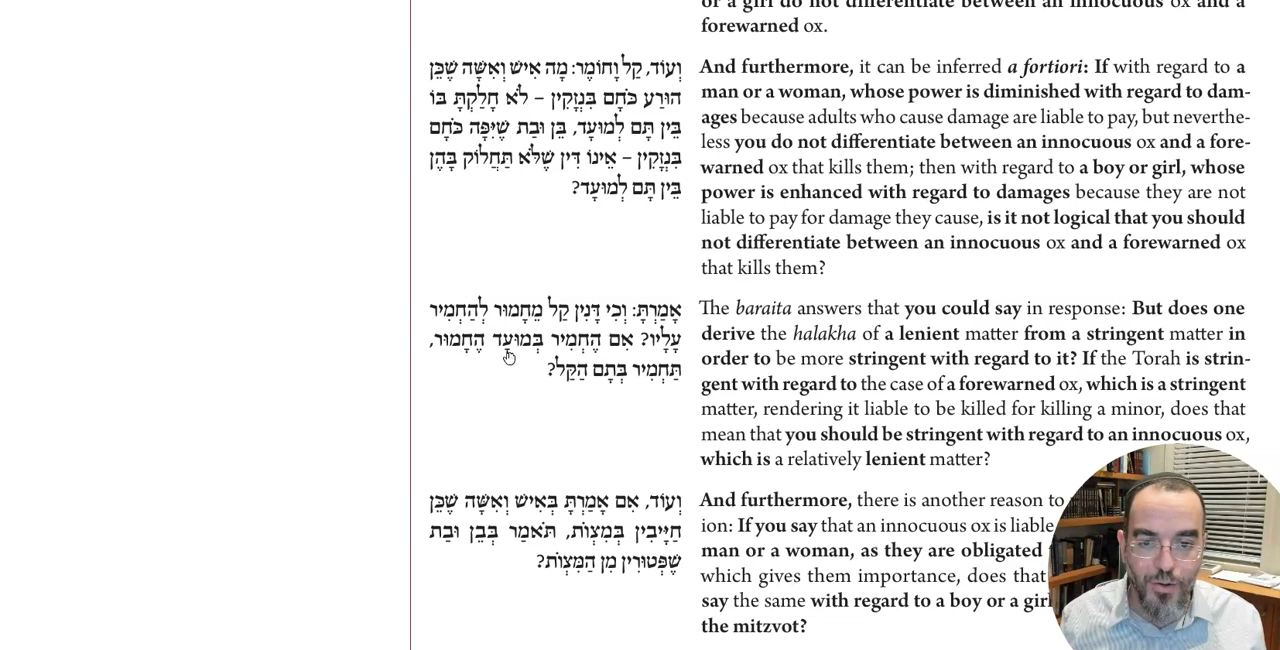 or a girl do not differentiate between an innocuous ox and a
forewarned ox.
וְעוֹד, קַל וָחוֹמֶר: מָה אִישׁ וְאִשָּׁה שֶׁכֵּן
הוּרַע כֹּחָם בִּנְזָקִין – לֹא חָלַקְתָּ בּוֹ
בֵּין תָּם לְמוּעָד, בֵּן וּבַת שֶׁיִּפָּה כֹּחָם
בִּנְזָקִין – אֵינוֹ דִּין שֶׁלֹּא תַּחֲלוֹק בָּהֶן
בֵּין תָּם לְמוּעָד?
And furthermore, it can be inferred a fortiori: If with regard to a
man or a woman, whose power is diminished with regard to dam-
ages because adults who cause damage are liable to pay, but neverthe-
less you do not differentiate between an innocuous ox and a fore-
warned ox that kills them; then with regard to a boy or girl, whose
power is enhanced with regard to damages because they are not
liable to pay for damage they cause, is it not logical that you should
not differentiate between an innocuous ox and a forewarned ox
that kills them?
אָמַרְתָּ: וְכִי דָּנִין קַל מֵחָמוּר לְהַחְמִיר
עָלָיו? אִם הֶחְמִיר בְּמוּעָד הֶחָמוּר,
תַּחְמִיר בְּתָם הַקַּל?
The baraita answers that you could say in response: But does one
derive the halakha of a lenient matter from a stringent matter in
order to be more stringent with regard to it? If the Torah is strin-
gent with regard to the case of a forewarned ox, which is a stringent
matter, rendering it liable to be killed for killing a minor, does that
mean that you should be stringent with regard to an innocuous ox,
which is a relatively lenient matter?
וְעוֹד, אִם אָמַרְתָּ בְּאִישׁ וְאִשָּׁה שֶׁכֵּן
חַיָּיבִין בְּמִצְוֹת, תֹּאמַר בְּבֵן וּבַת
שֶׁפְּטוּרִין מִן הַמִּצְוֹת?
And furthermore, there is another reason to
ion: If you say that an innocuous ox is liable
man or a woman, as they are obligated
which gives them importance, does that
say the same with regard to a boy or a girl
the mitzvot?